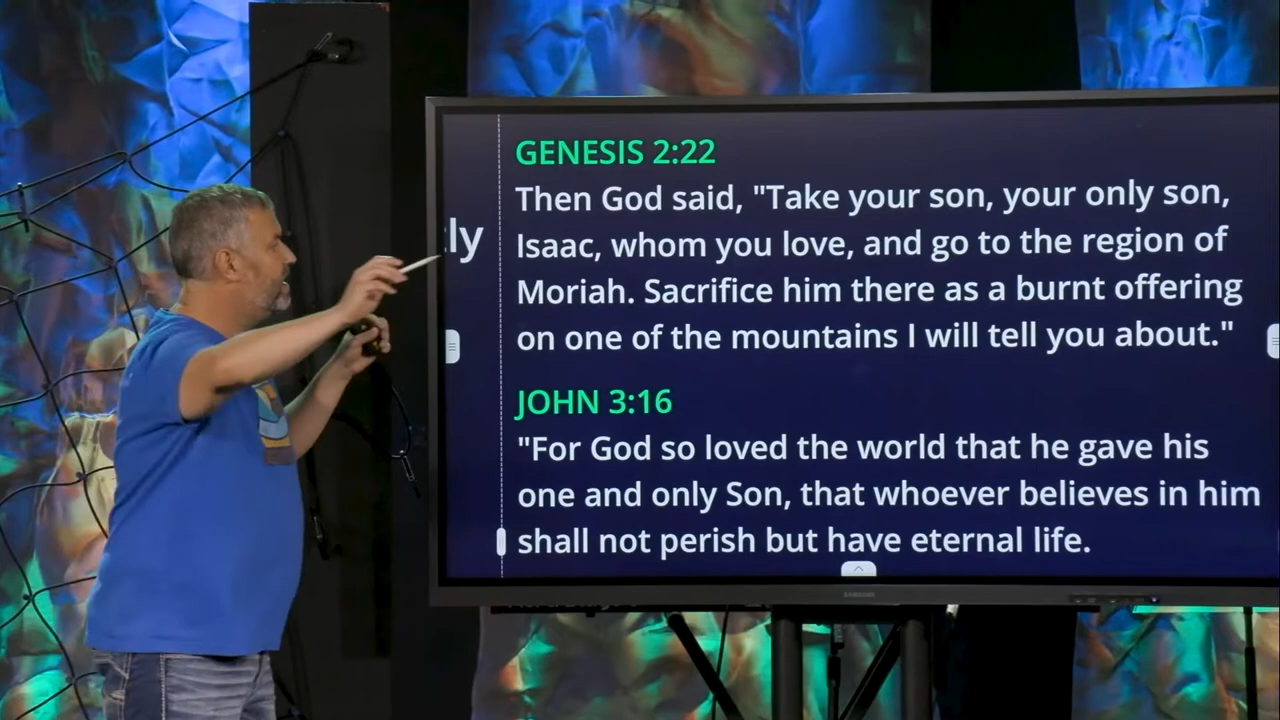 GENESIS 2:22
Then God said, "Take your son, your only son,
Isaac, whom you love, and go to the region of
Moriah. Sacrifice him there as a burnt offering
on one of the mountains I will tell you about."
ly
JOHN 3:16
"For God so loved the world that he gave his
one and only Son, that whoever believes in him
shall not perish but have eternal life.
SAMSUNG